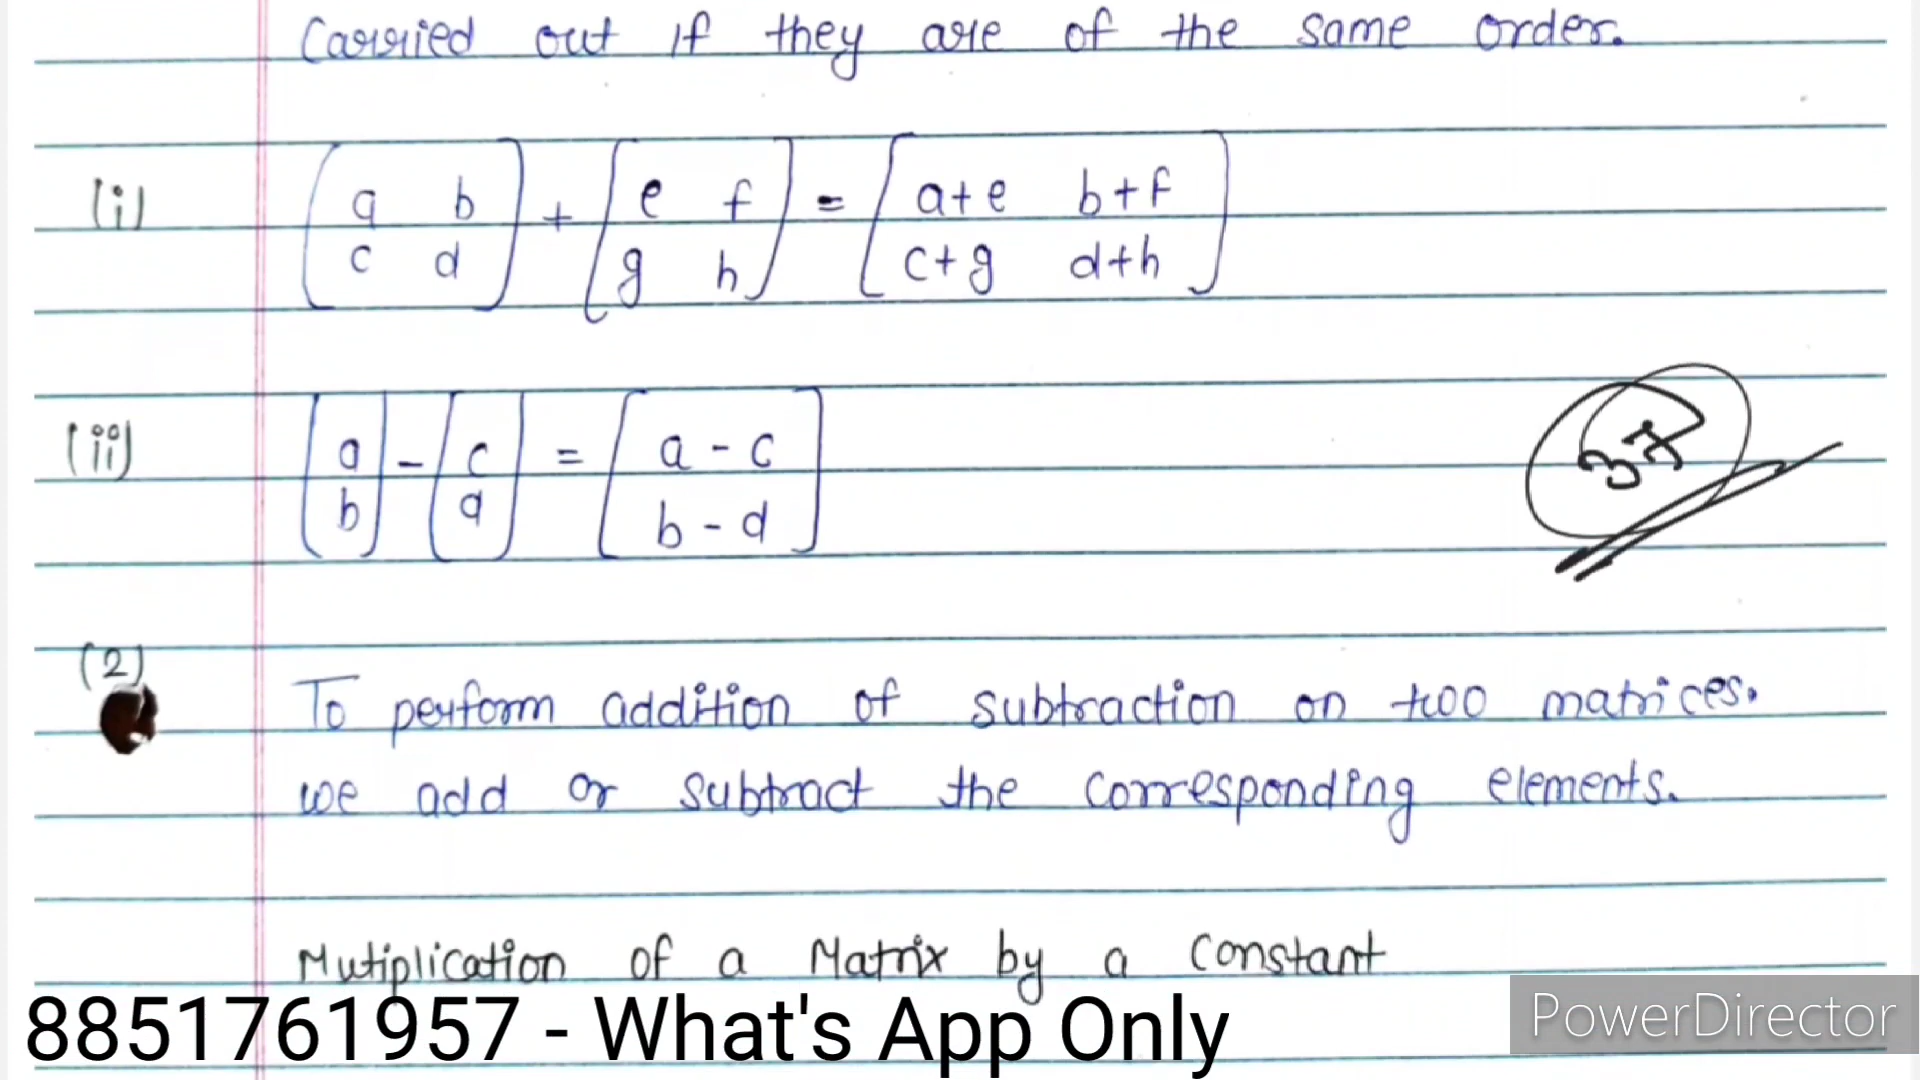 Carried out if they are of the same order.
(i) [a b c d] + [e f g h] = [a+e b+f c+g d+h]
(ii) [a b] - [c d] = [a - c b - d]
37
(2) To perform addition of subtraction on two matrices.
we add or subtract the corresponding elements.
Mutiplication of a Matrix by a Constant
8851761957 - What's App Only
PowerDirector